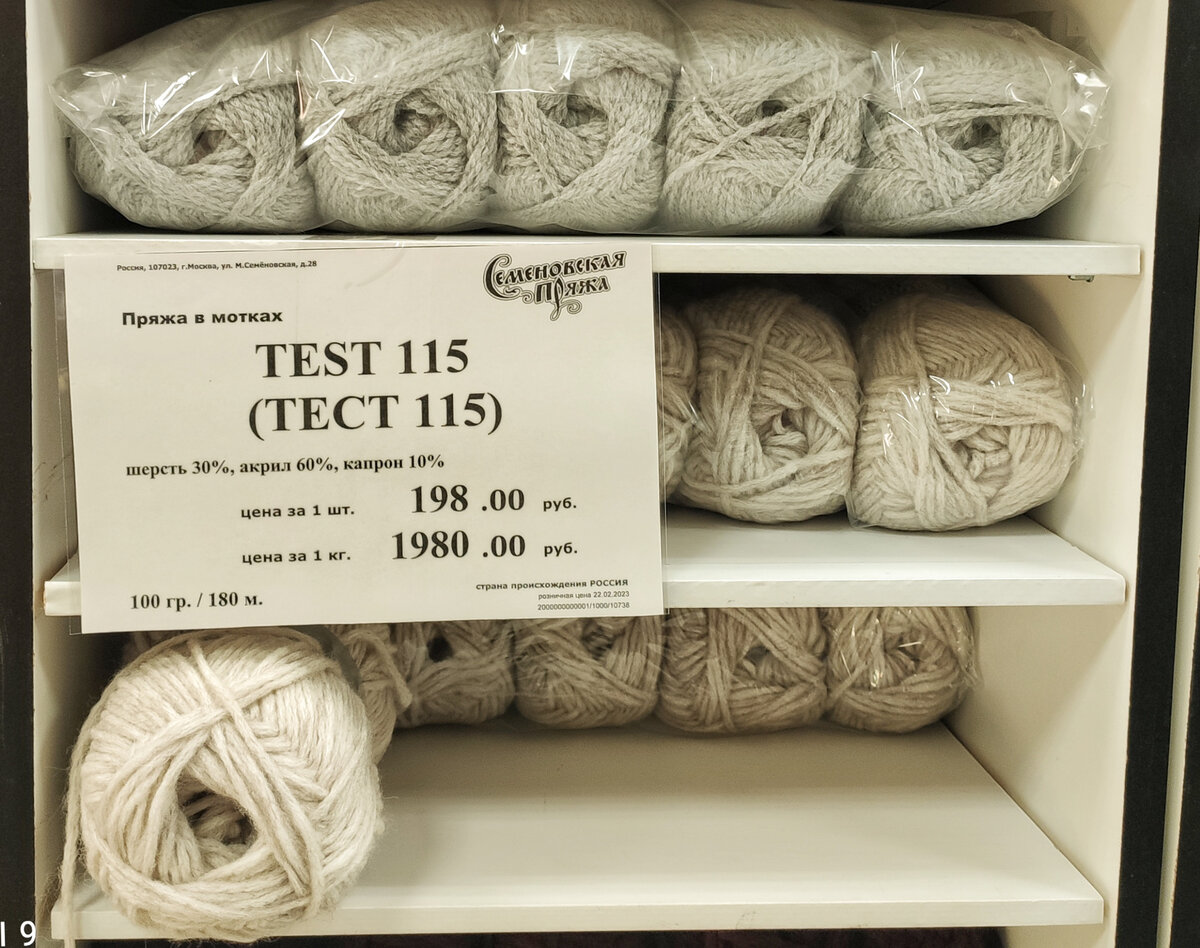 Россия, 107023, г.Москва, ул. М.Семёновская, д.28
Семеновская
Пряжа
Пряжа в мотках
TEST 115
(ТЕСТ 115)
шерсть 30%, акрил 60%, капрон 10%
цена за 1 шт. 198 .00 руб.
цена за 1 кг. 1980 .00 руб.
страна происхождения РОССИЯ
розничная цена 22.02.2023
100 гр. / 180 м.
2000000000001/1000/10738
9